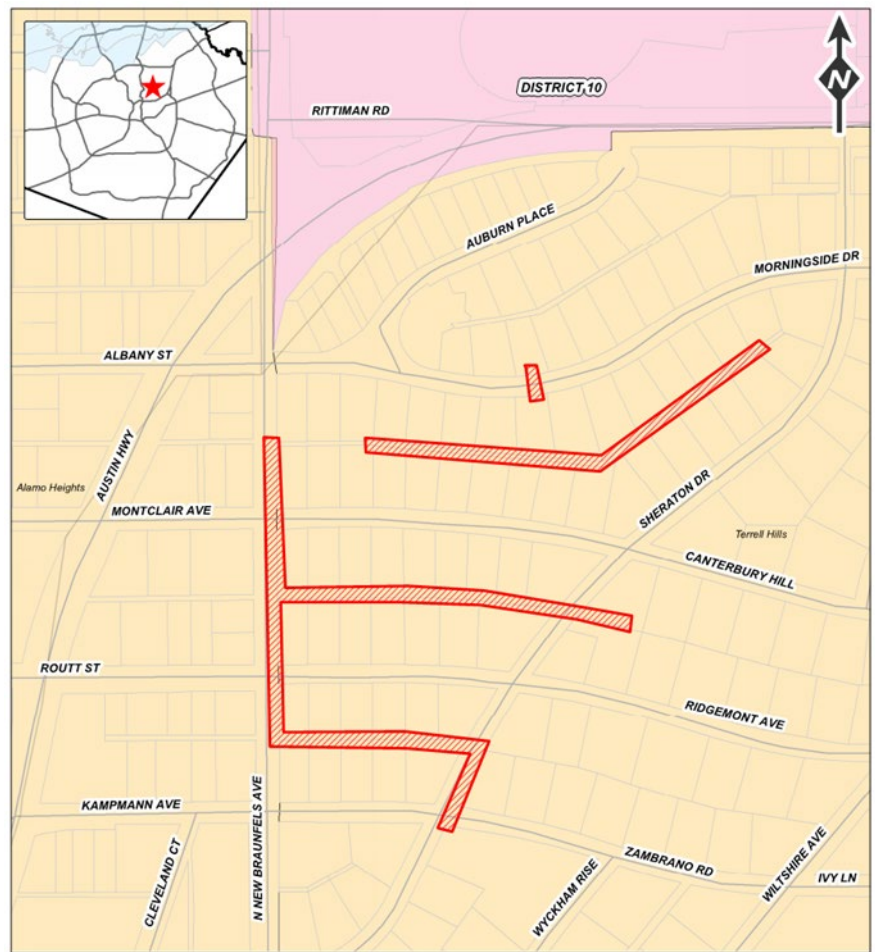 DISTRICT 10
N
RITTIMAN RD
AUBURN PLACE
MORNINGSIDE DR
ALBANY ST
AUSTIN HWY
Alamo Heights
SHERATON DR
MONTCLAIR AVE
Terrell Hills
CANTERBURY HILL
ROUTT ST
RIDGEMONT AVE
N NEW BRAUNFELS AVE
KAMPMANN AVE
CLEVELAND CT
ZAMBRANO RD
WILTSHIRE AVE
WYCKHAM RISE
IVY LN